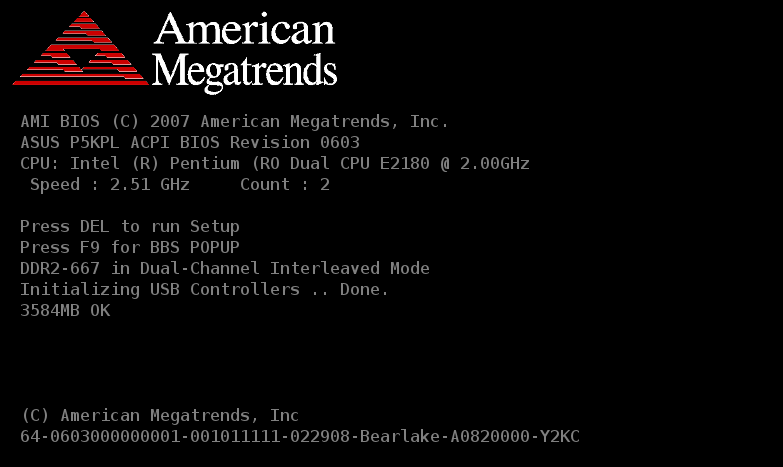 American
Megatrends
AMI BIOS (C) 2007 American Megatrends, Inc.
ASUS P5KPL ACPI BIOS Revision 0603
CPU: Intel (R) Pentium (RO Dual CPU E2180 @ 2.00GHz
Speed : 2.51 GHz     Count : 2
Press DEL to run Setup
Press F9 for BBS POPUP
DDR2-667 in Dual-Channel Interleaved Mode
Initializing USB Controllers .. Done.
3584MB OK
(C) American Megatrends, Inc
64-0603000000001-001011111-022908-Bearlake-A0820000-Y2KC